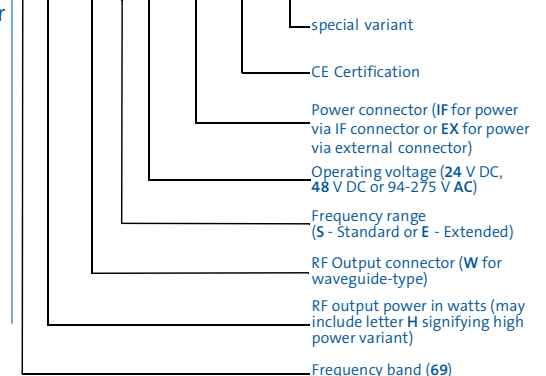 r
special variant
CE Certification
Power connector (IF for power
via IF connector or EX for power
via external connector)
Operating voltage (24 V DC,
48 V DC or 94-275 V AC)
Frequency range
(S - Standard or E - Extended)
RF Output connector (W for
waveguide-type)
RF output power in watts (may
include letter H signifying high
power variant)
Frequency band (69)